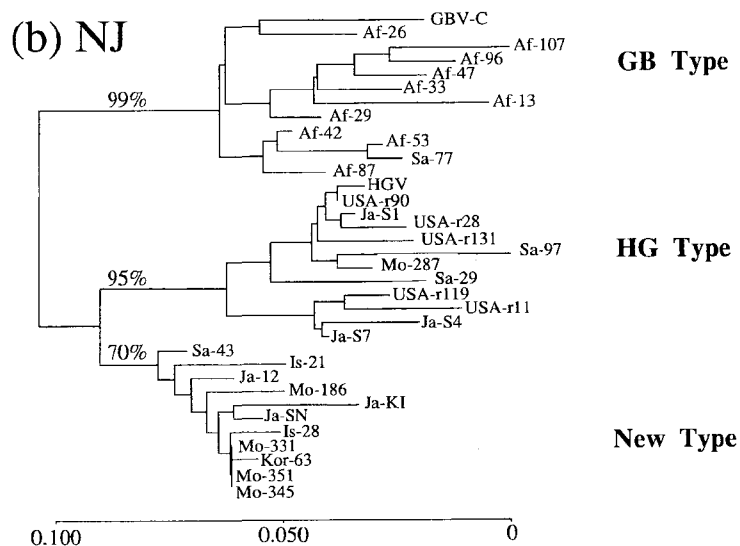 (b) NJ
GBV-C
Af-26
Af-107
Af-96
GB Type
Af-47
Af-33
99%
Af-13
Af-29
Af-42
Af-53
Sa-77
Af-87
HGV
USA-r90
Ja-S1
USA-r28
USA-r131
HG Type
Sa-97
Mo-287
95%
Sa-29
USA-r119
USA-r11
Ja-S4
Ja-S7
70%
Sa-43
Is-21
Ja-12
Mo-186
Ja-KI
Ja-SN
Is-28
New Type
Mo-331
Kor-63
Mo-351
Mo-345
0.100 0.050 0